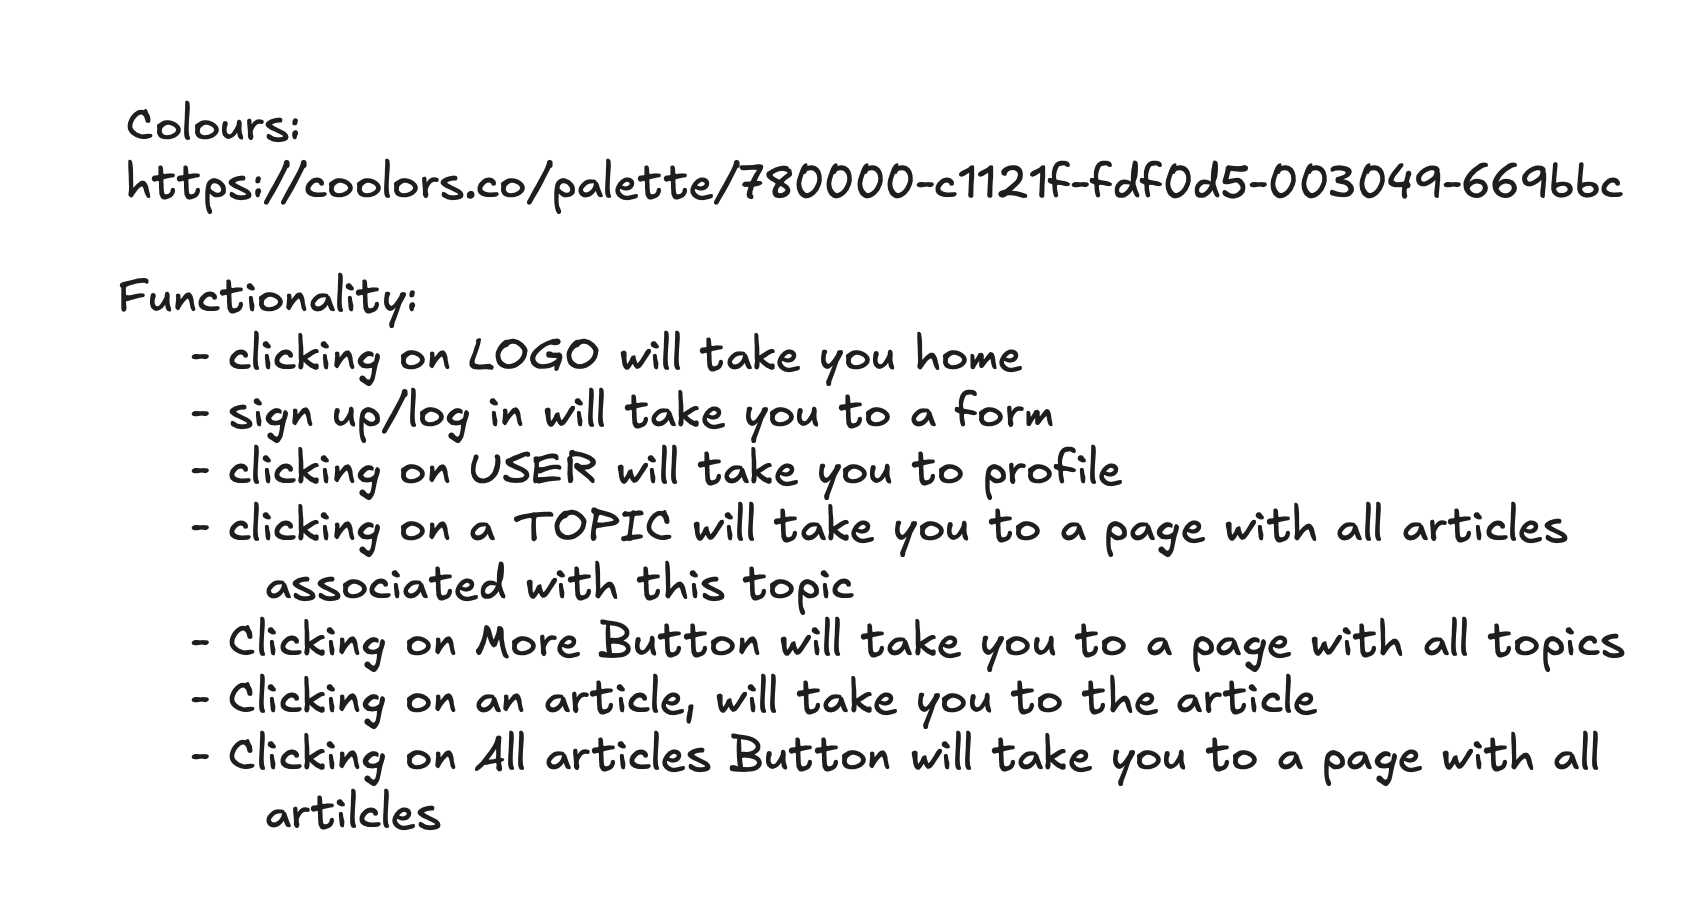 Colours:
https://coolors.co/palette/780000-c1121f-fdf0d5-003049-669bbc
Functionality:
- clicking on LOGO will take you home
- sign up/log in will take you to a form
- clicking on USER will take you to profile
- clicking on a TOPIC will take you to a page with all articles
associated with this topic
- Clicking on More Button will take you to a page with all topics
- Clicking on an article, will take you to the article
- Clicking on All articles Button will take you to a page with all
artilcles